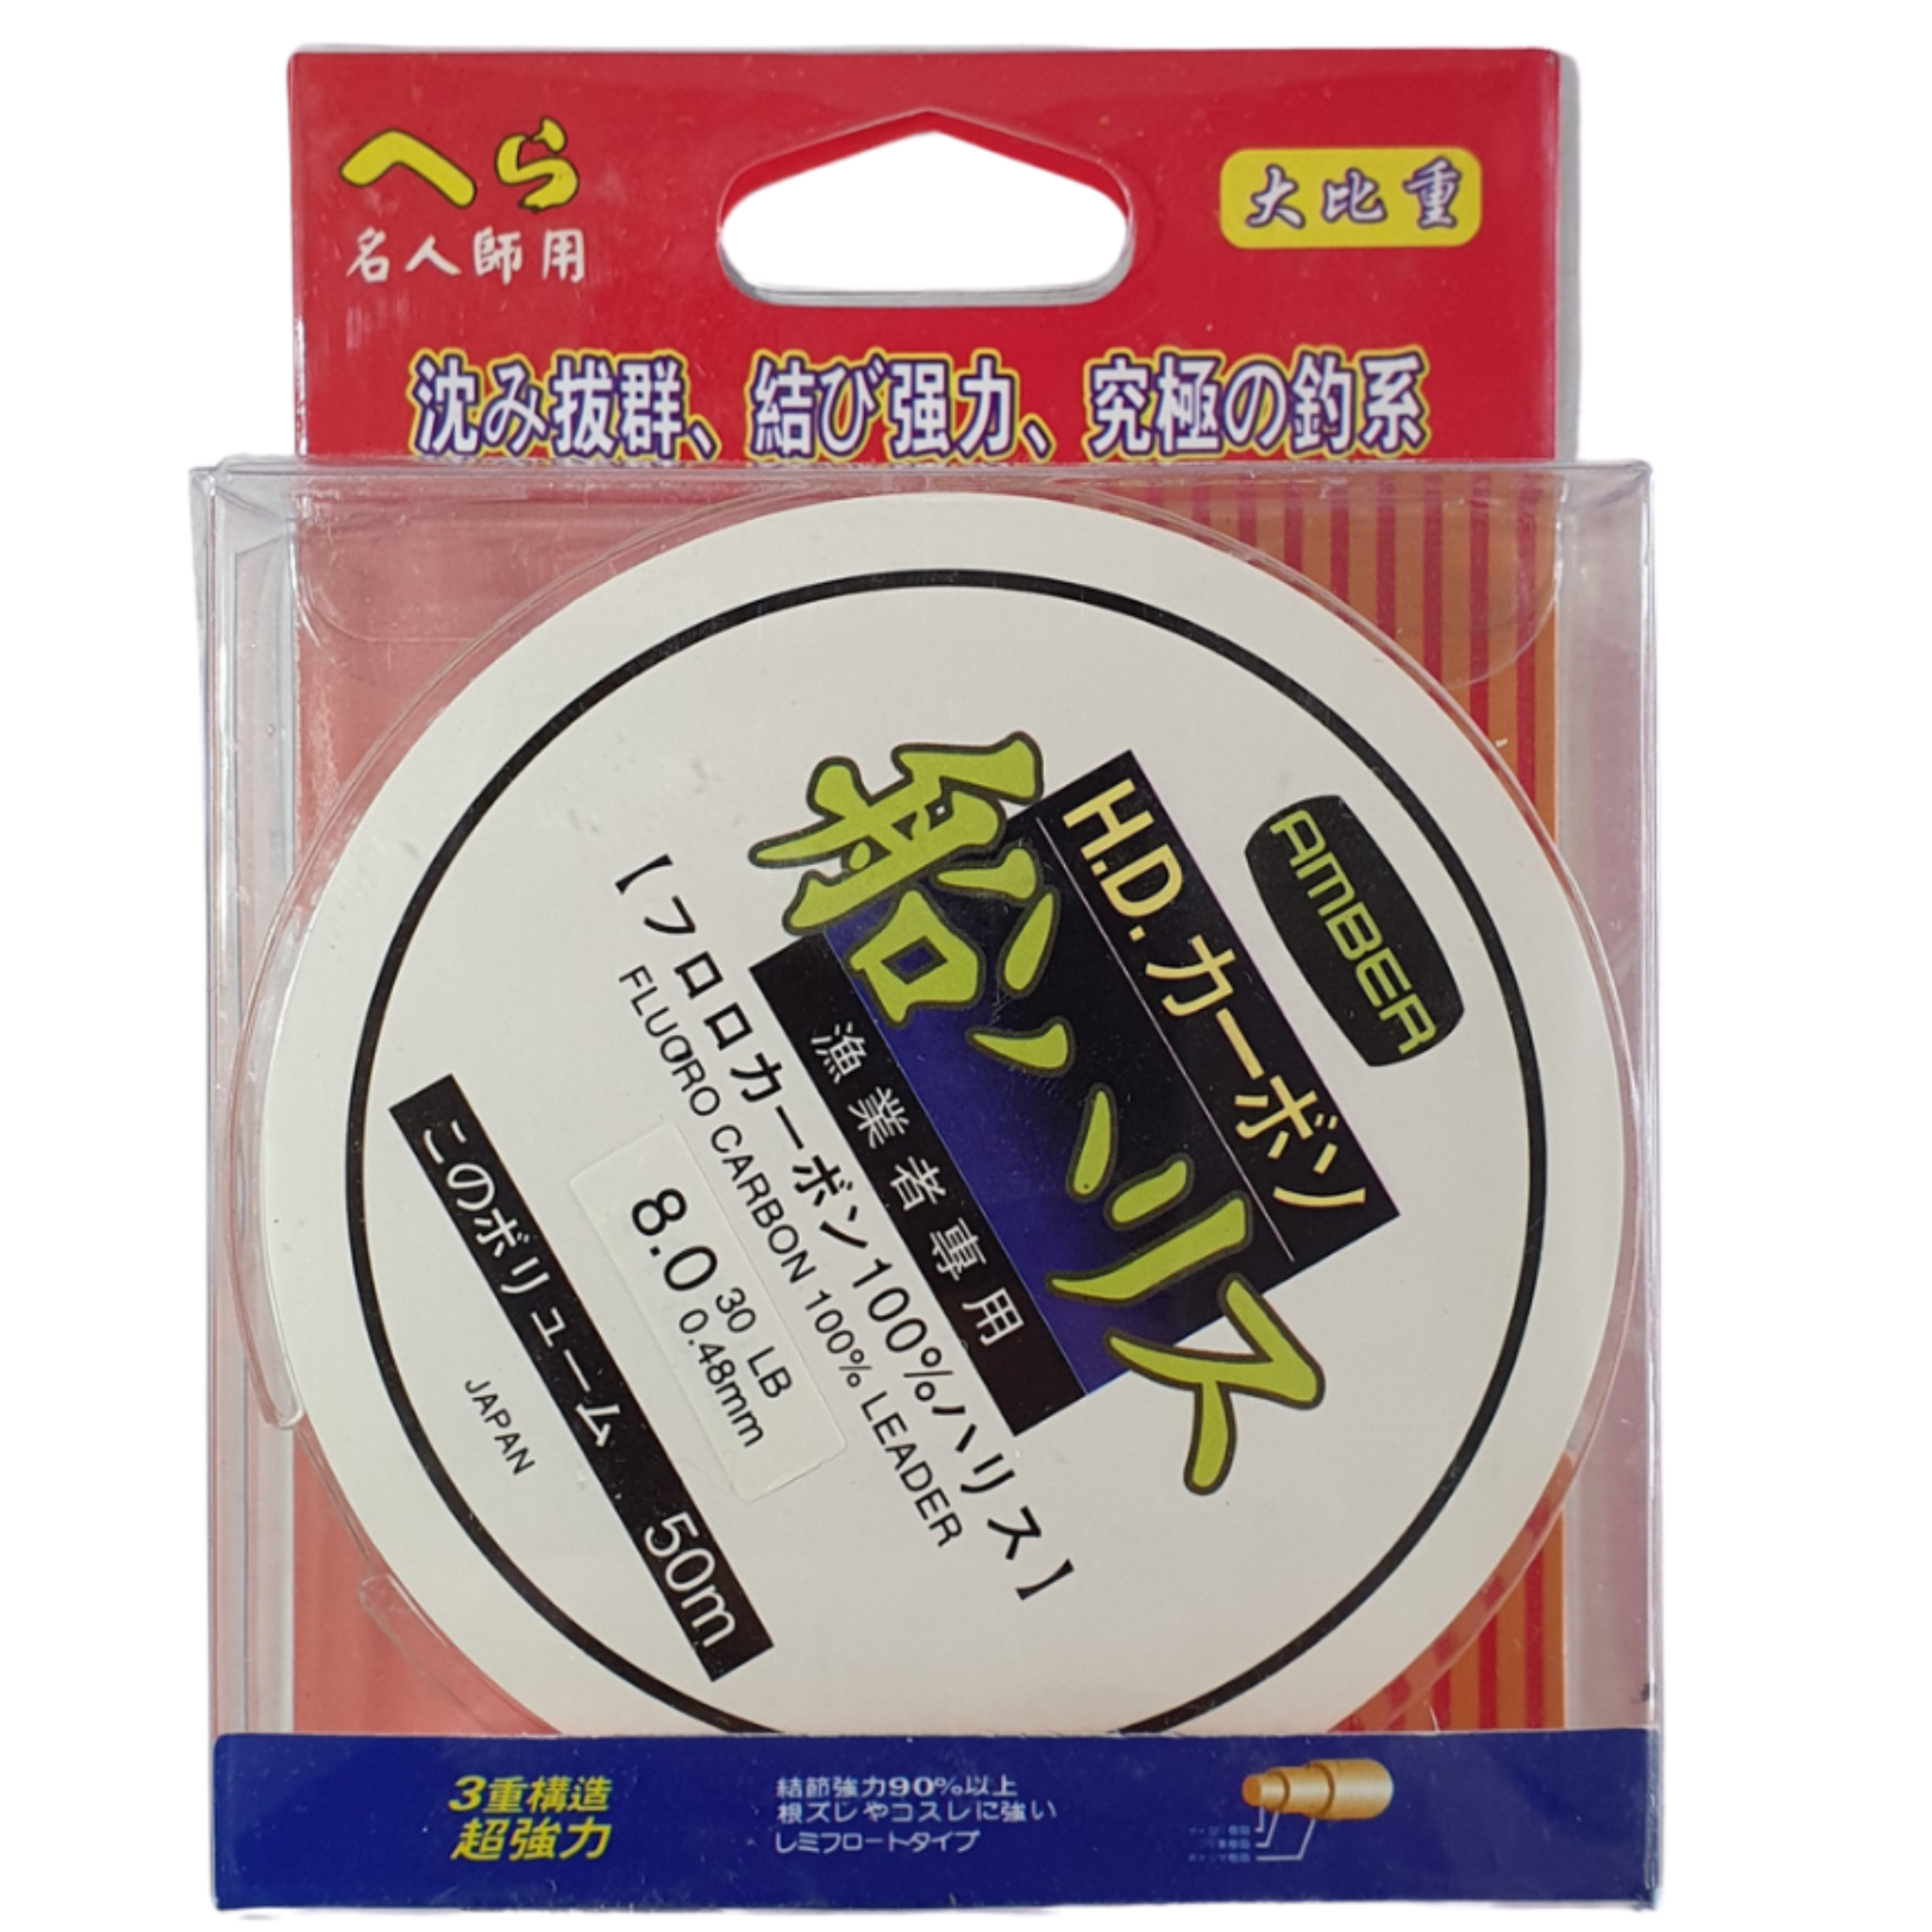 へら
名人師用
大比重
沈み抜群、結び强力、究極の釣系
AMBER
H.D.カーボン
船ハリス
漁業者專用
【フロロカーボン100%ハリス】
FLUORO CARBON 100% LEADER
8.0
30 LB
0.48mm
このボリューム 50m
JAPAN
3重構造
超強力
結節強力90%以上
根ズレやコスレに強い
レミフロートタイプ